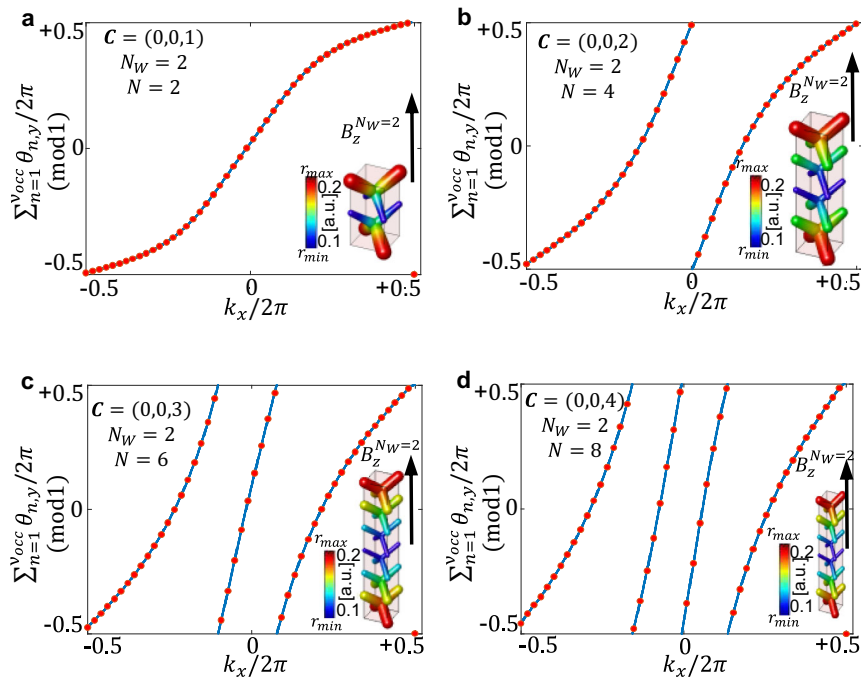 a
+0.5
C = (0,0,1)
N_W = 2
N = 2
B_z^{N_W=2}
∑_{n=1}^{ν_occ} θ_{n,y}/2π
(mod1)
0
r_max
0.2
[a.u.]
0.1
r_min
-0.5
-0.5
0
+0.5
k_x/2π
b
+0.5
C = (0,0,2)
N_W = 2
N = 4
B_z^{N_W=2}
∑_{n=1}^{ν_occ} θ_{n,y}/2π
(mod1)
0
r_max
0.2
[a.u.]
0.1
r_min
-0.5
-0.5
0
+0.5
k_x/2π
c
+0.5
C = (0,0,3)
N_W = 2
N = 6
B_z^{N_W=2}
∑_{n=1}^{ν_occ} θ_{n,y}/2π
(mod1)
0
r_max
0.2
[a.u.]
0.1
r_min
-0.5
-0.5
0
+0.5
k_x/2π
d
+0.5
C = (0,0,4)
N_W = 2
N = 8
B_z^{N_W=2}
∑_{n=1}^{ν_occ} θ_{n,y}/2π
(mod1)
0
r_max
0.2
[a.u.]
0.1
r_min
-0.5
-0.5
0
+0.5
k_x/2π